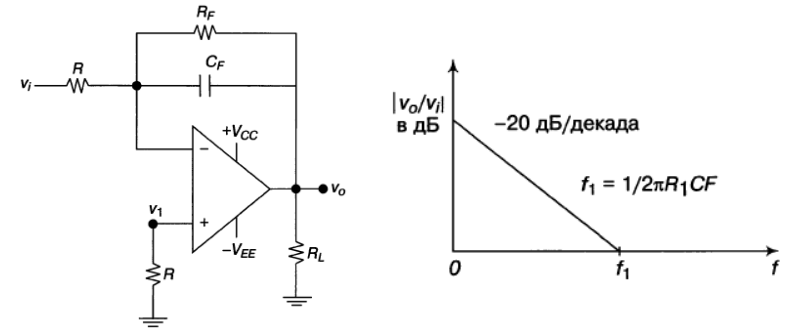 R_F
C_F
v_i
R
+V_CC
−
v_o
v_1
+
−V_EE
R
R_L
|v_o/v_i|
в дБ
−20 дБ/декада
f_1 = 1/2πR_1CF
0
f_1
f